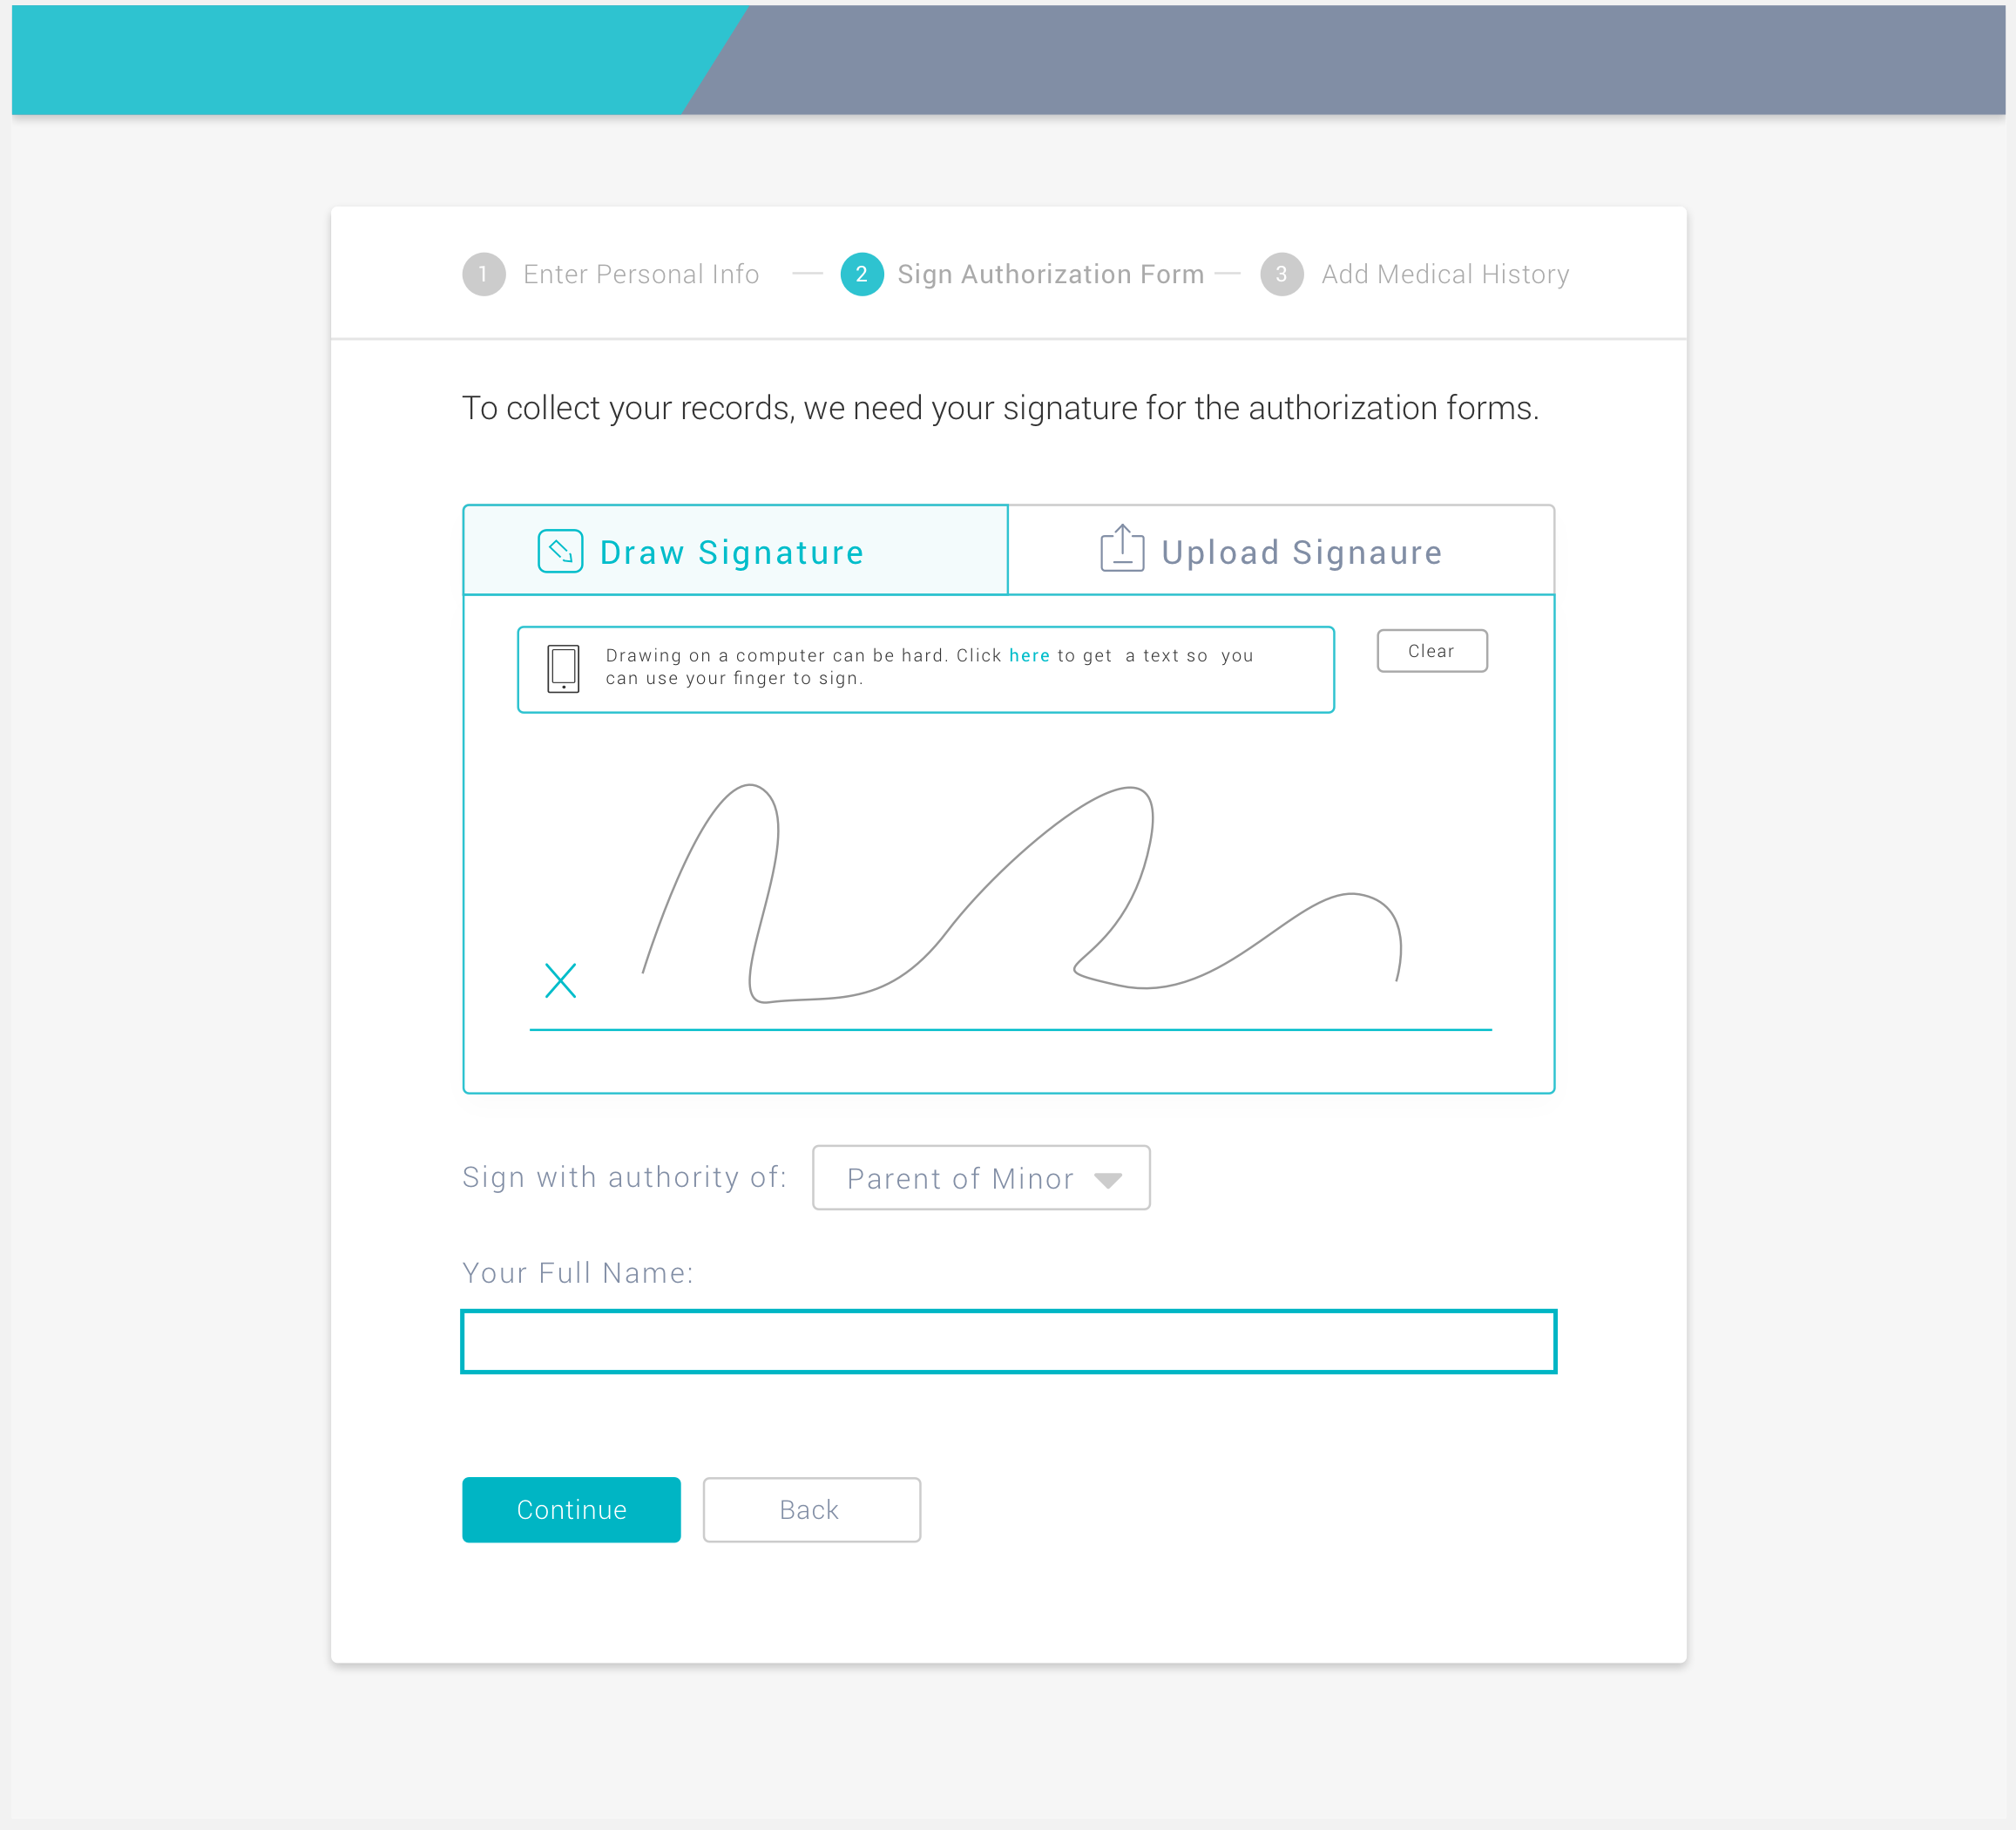 1 Enter Personal Info — 2 Sign Authorization Form — 3 Add Medical History
To collect your records, we need your signature for the authorization forms.
Draw Signature
Upload Signaure
Drawing on a computer can be hard. Click here to get a text so you
can use your finger to sign.
Clear
X
Sign with authority of: Parent of Minor
Your Full Name:
Continue
Back